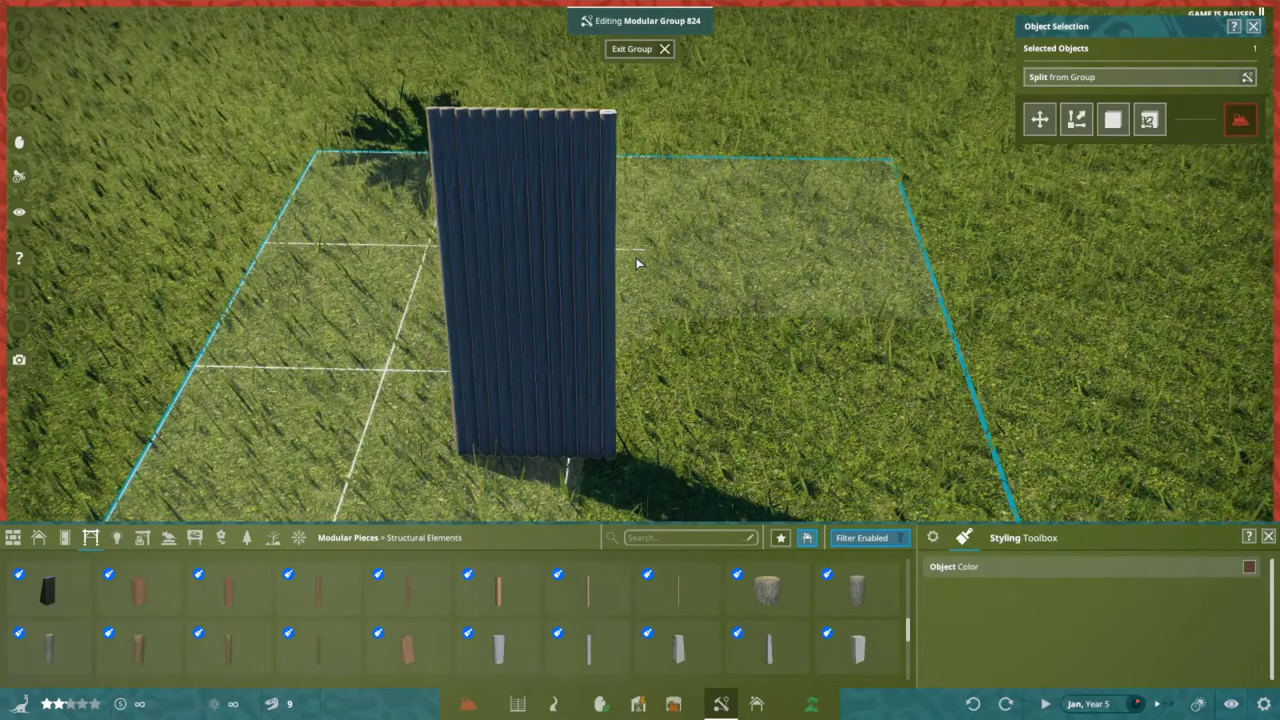 GAME IS PAUSED
Editing Modular Group 824
Exit Group
Object Selection
?
Selected Objects 1
Split from Group
12
?
Modular Pieces > Structural Elements
Search...
Filter Enabled
Styling Toolbox
?
Object Color
∞
∞
9
Jan, Year 5